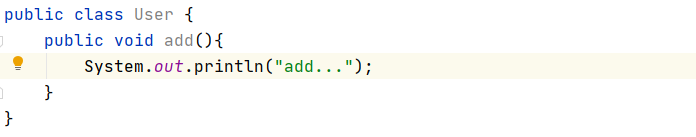 public class User {
    public void add(){
        System.out.println("add...");
    }
}